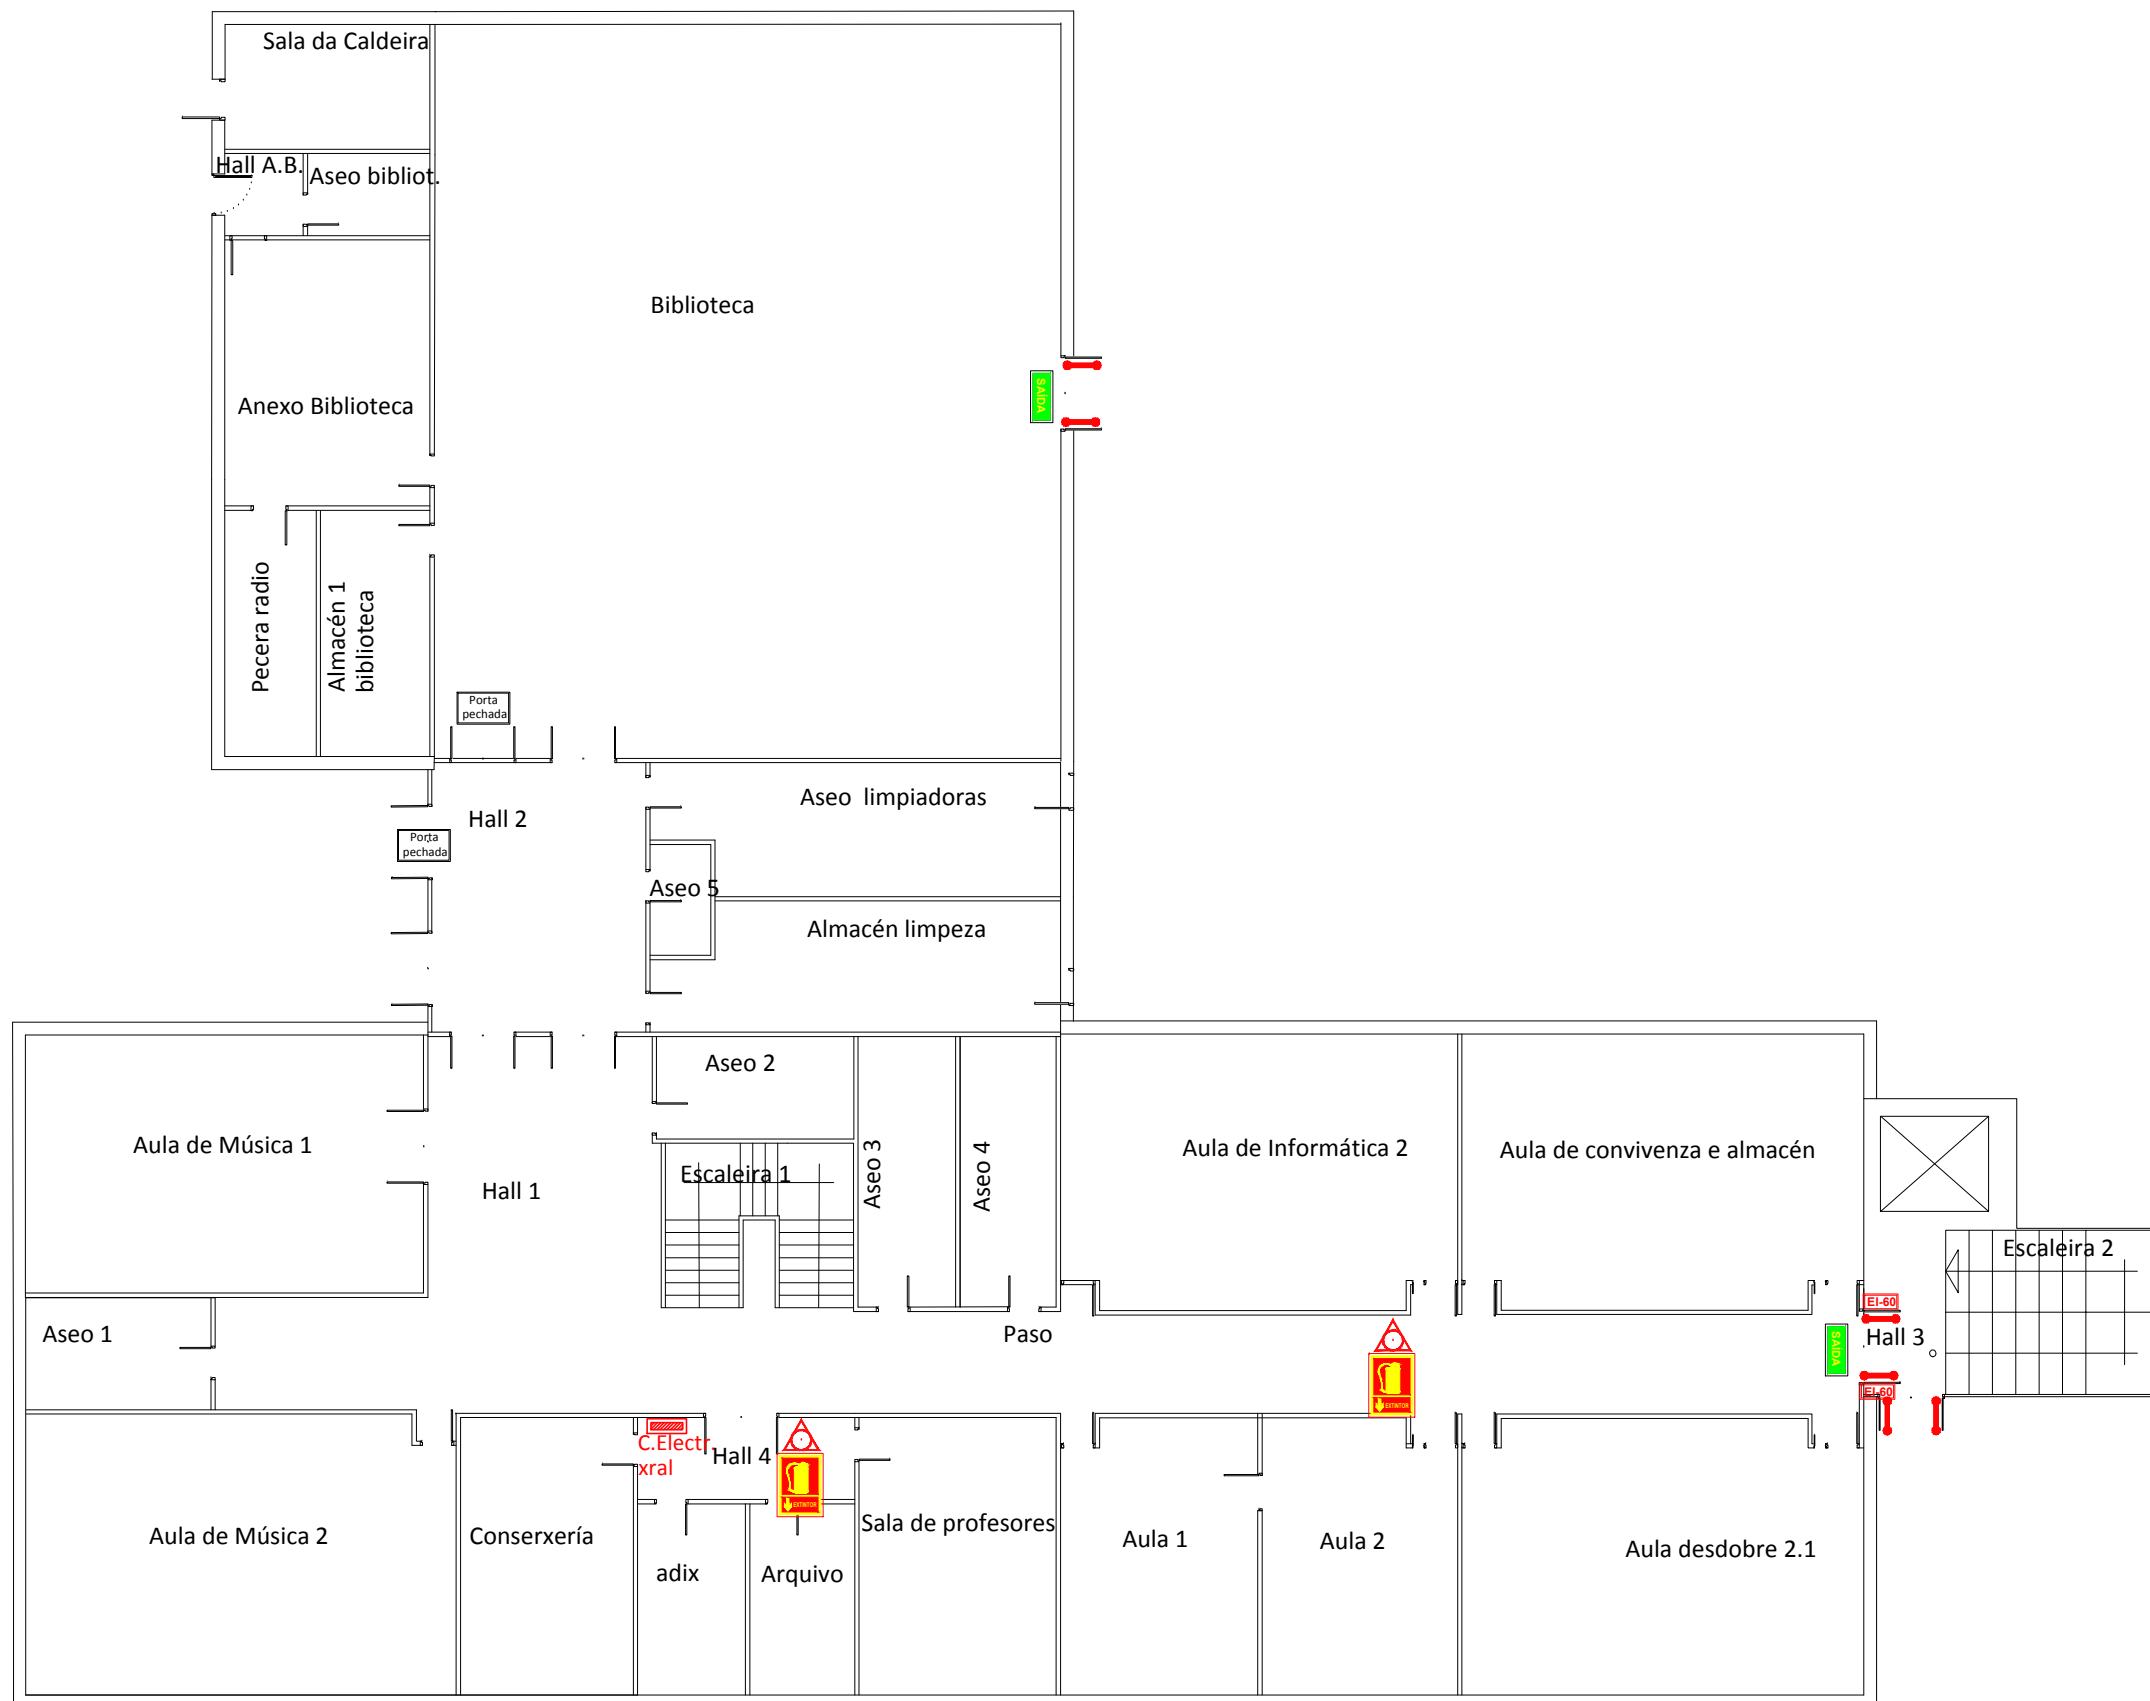 Sala da Caldeira
Hall A.B.
Aseo bibliot.
Biblioteca
SAÍDA
Anexo Biblioteca
Pecera radio
Almacén 1
biblioteca
Porta
pechada
Aseo limpiadoras
Hall 2
Porta
pechada
Aseo 5
Almacén limpeza
Aseo 2
Aula de Música 1
Escaleira 1
Aseo 3
Aseo 4
Aula de Informática 2
Aula de convivenza e almacén
Hall 1
Escaleira 2
EI-60
Aseo 1
Paso
SAÍDA
Hall 3
EI-60
EXTINTOR
C.Electr.
xral
Hall 4
EXTINTOR
Aula de Música 2
Conserxería
adix
Arquivo
Sala de profesores
Aula 1
Aula 2
Aula desdobre 2.1